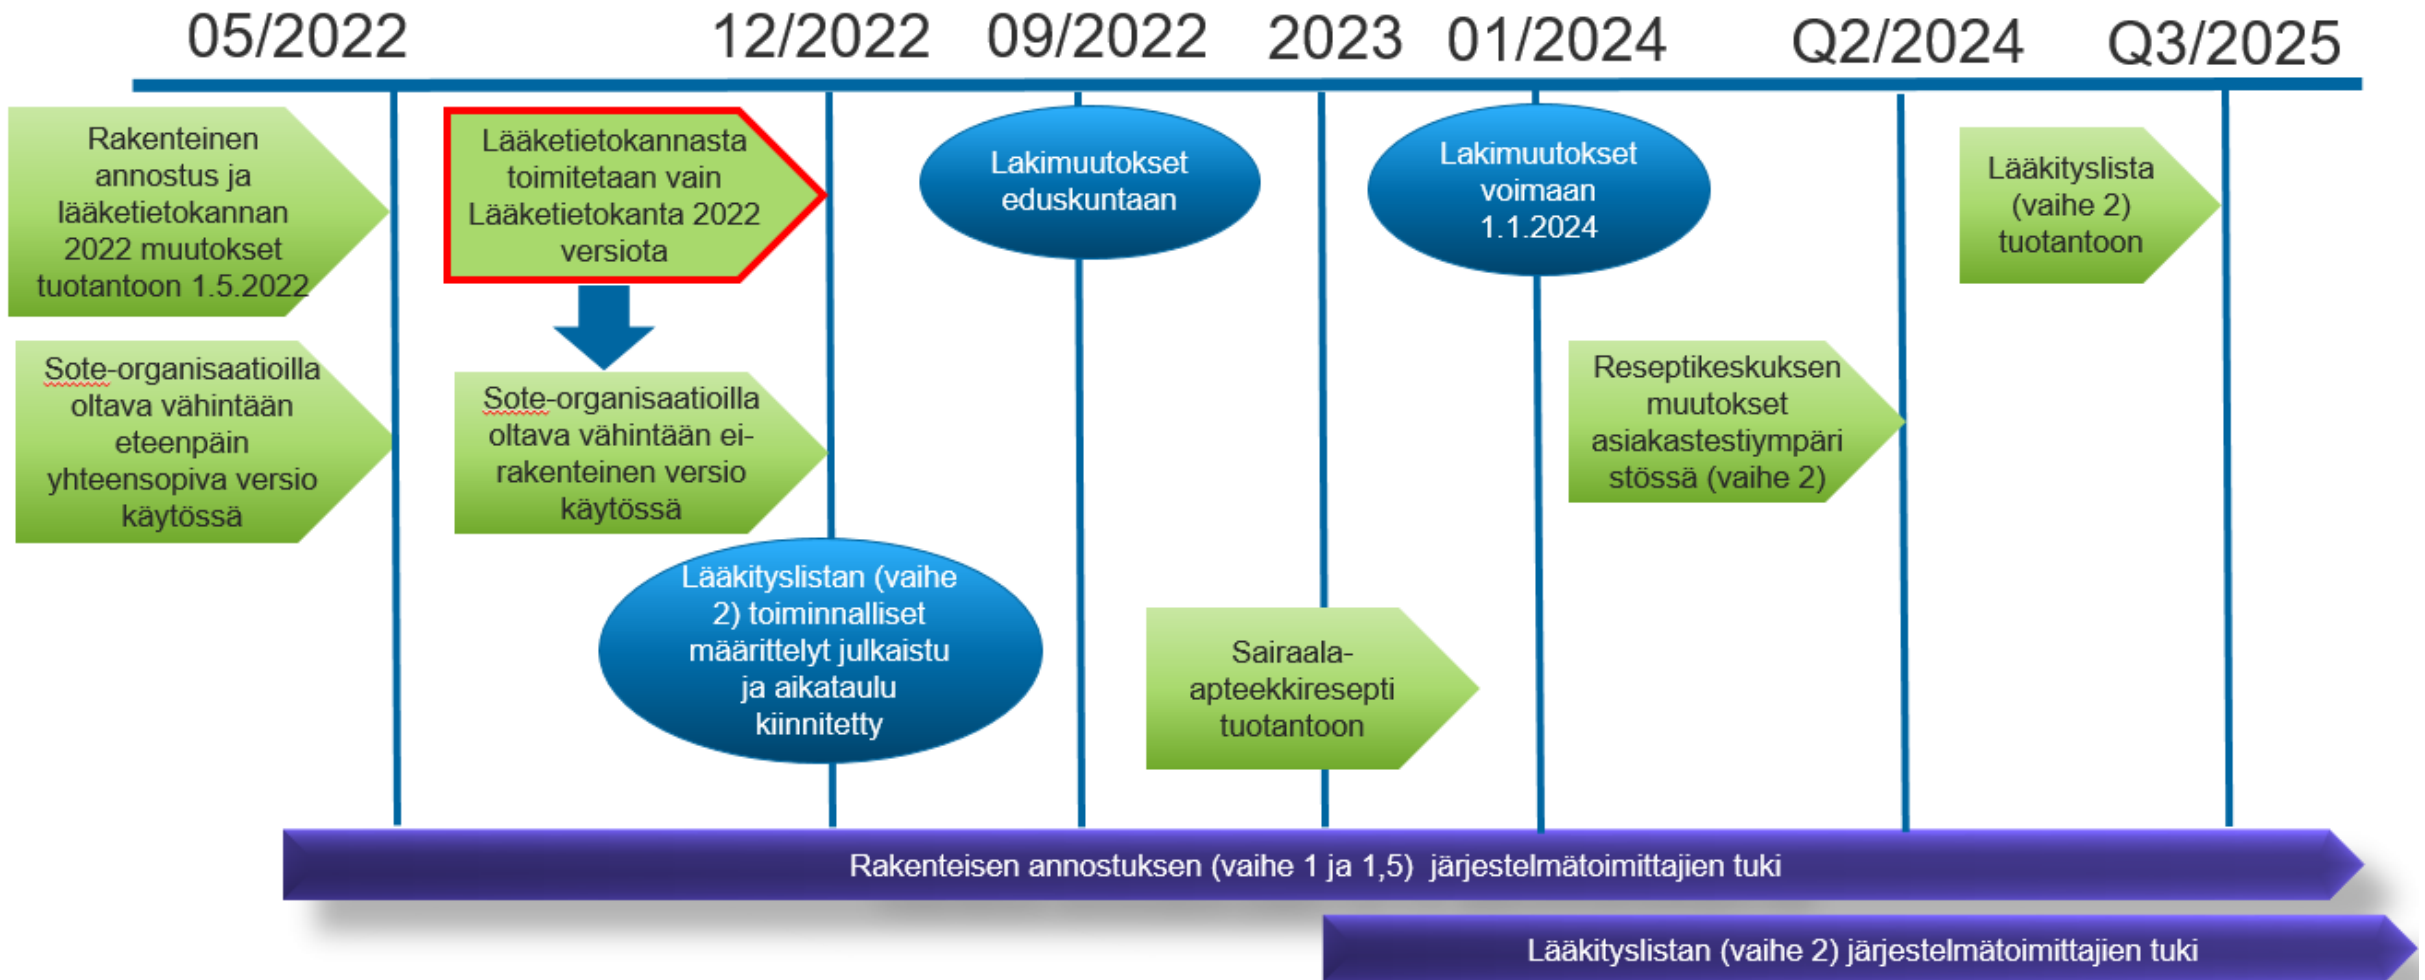 05/2022
12/2022
09/2022
2023
01/2024
Q2/2024
Q3/2025
Rakenteinen
annostus ja
lääketietokannan
2022 muutokset
tuotantoon 1.5.2022
Lääketietokannasta
toimitetaan vain
Lääketietokanta 2022
versiota
Lakimuutokset
eduskuntaan
Lakimuutokset
voimaan
1.1.2024
Lääkityslista
(vaihe 2)
tuotantoon
Sote-organisaatioilla
oltava vähintään
eteenpäin
yhteensopiva versio
käytössä
Sote-organisaatioilla
oltava vähintään ei-
rakenteinen versio
käytössä
Reseptikeskuksen
muutokset
asiakastestiympäri
stössä (vaihe 2)
Lääkityslistan (vaihe
2) toiminnalliset
määrittelyt julkaistu
ja aikataulu
kiinnitetty
Sairaala-
apteekkiresepti
tuotantoon
Rakenteisen annostuksen (vaihe 1 ja 1,5) järjestelmätoimittajien tuki
Lääkityslistan (vaihe 2) järjestelmätoimittajien tuki